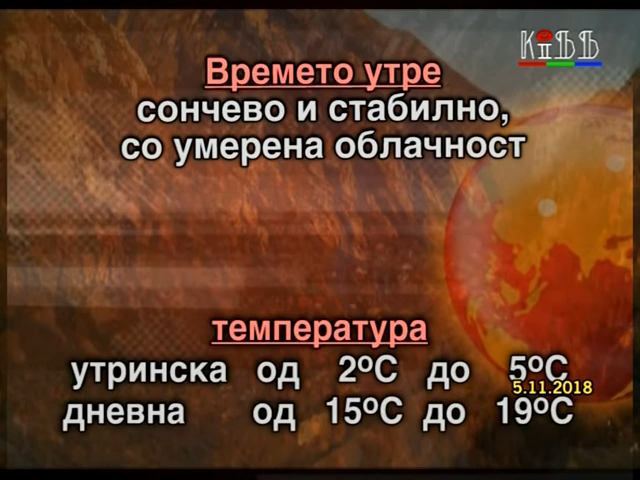 КтББ
Времето утре
сончево и стабилно,
со умерена облачност
температура
утринска од 2ºC до 5ºC
5.11.2018
дневна од 15ºC до 19ºC